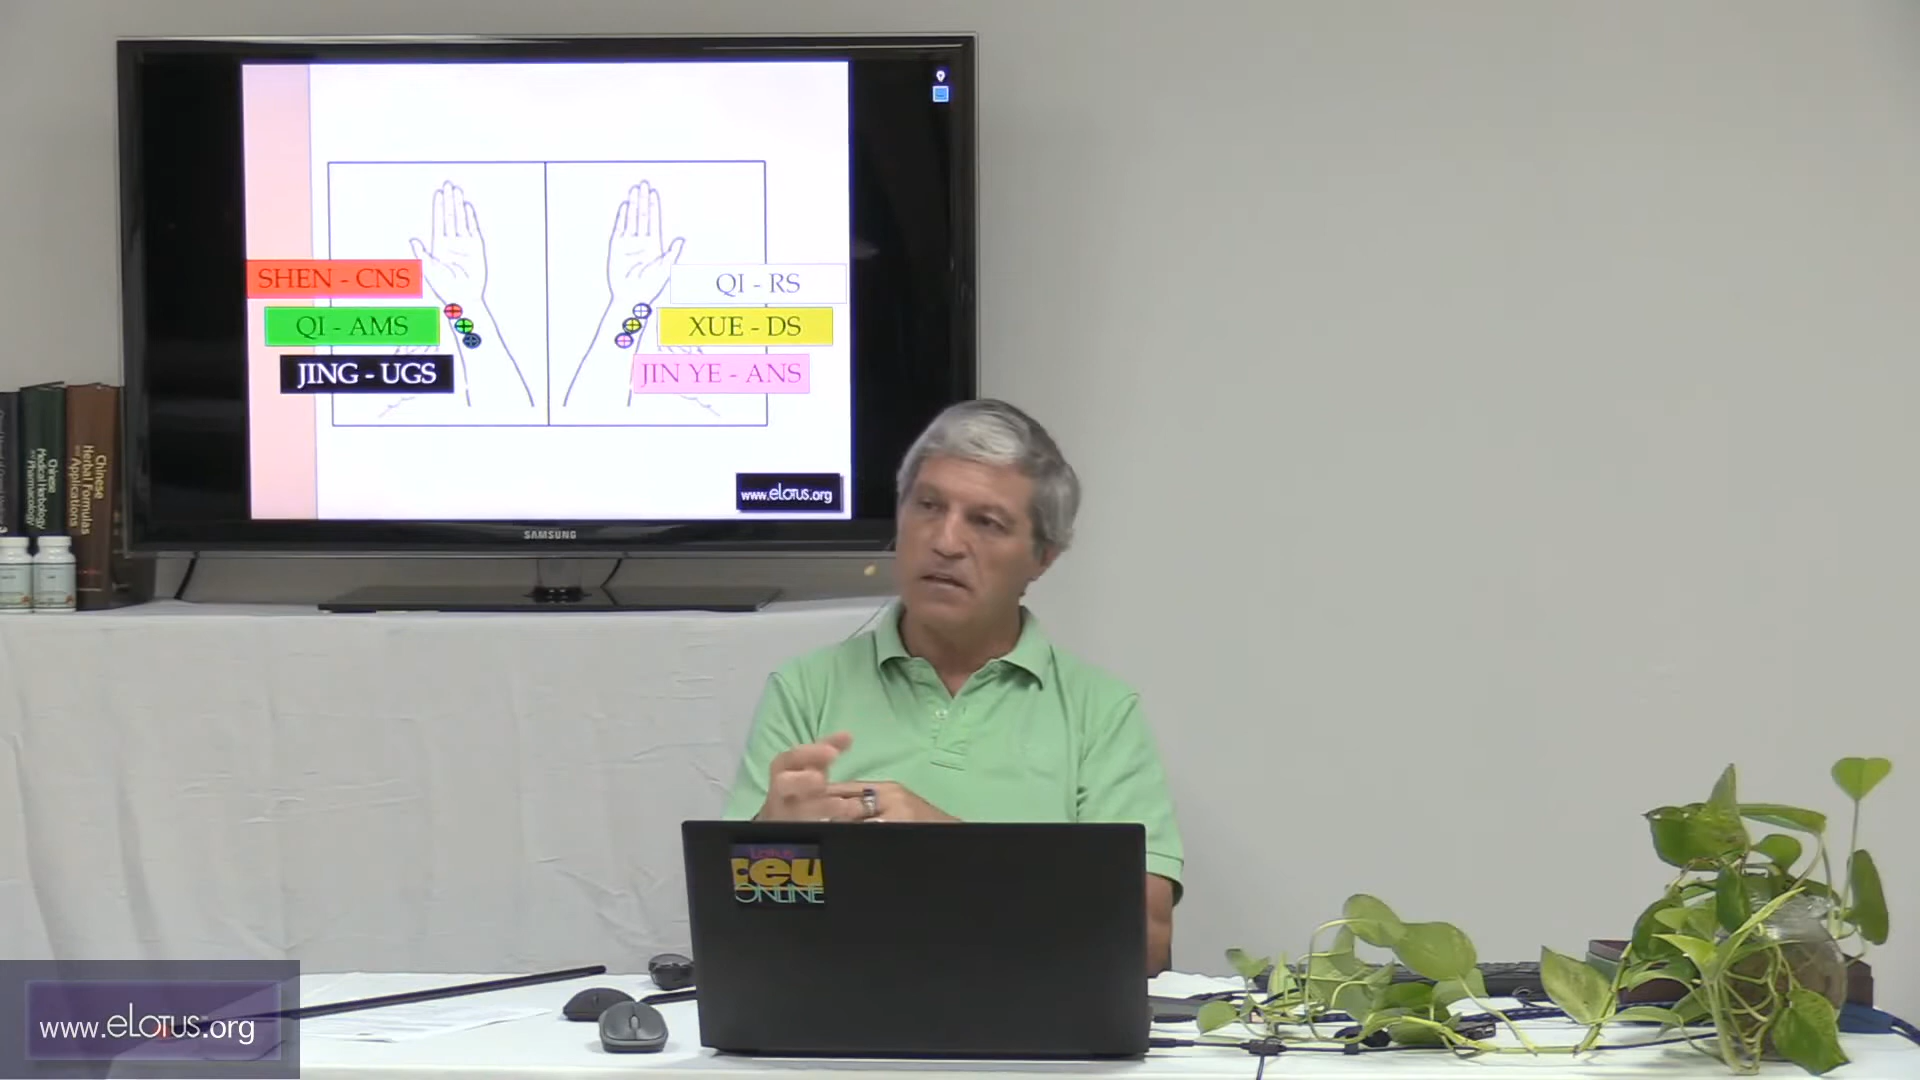 SHEN - CNS
QI - AMS
JING - UGS
QI - RS
XUE - DS
JIN YE - ANS
www.eLotus.org
SAMSUNG
Chinese
Medical Herbology
and
Pharmacology
Chinese
Herbal Formulas
and
Applications
Lotus
ceu
ONLINE
www.eLotus.org